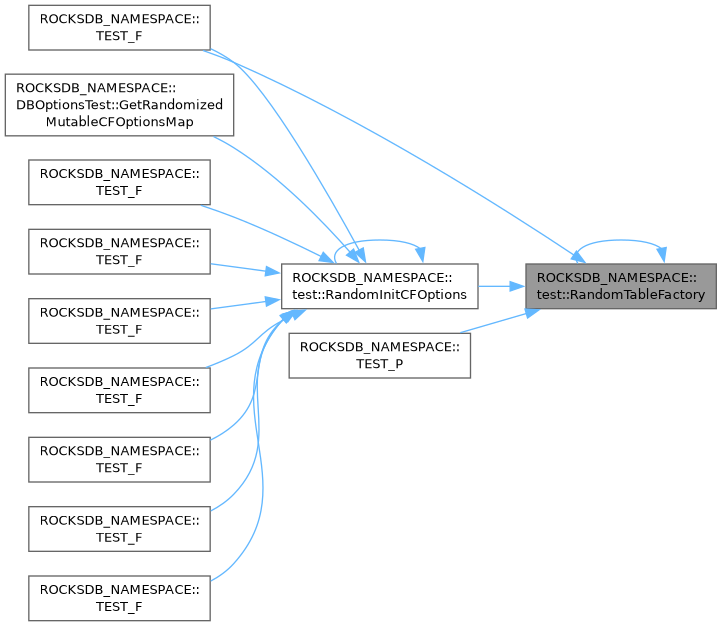 ROCKSDB_NAMESPACE::
TEST_F
ROCKSDB_NAMESPACE::
DBOptionsTest::GetRandomized
MutableCFOptionsMap
ROCKSDB_NAMESPACE::
TEST_F
ROCKSDB_NAMESPACE::
TEST_F
ROCKSDB_NAMESPACE::
TEST_F
ROCKSDB_NAMESPACE::
TEST_F
ROCKSDB_NAMESPACE::
TEST_F
ROCKSDB_NAMESPACE::
TEST_F
ROCKSDB_NAMESPACE::
TEST_F
ROCKSDB_NAMESPACE::
test::RandomInitCFOptions
ROCKSDB_NAMESPACE::
TEST_P
ROCKSDB_NAMESPACE::
test::RandomTableFactory